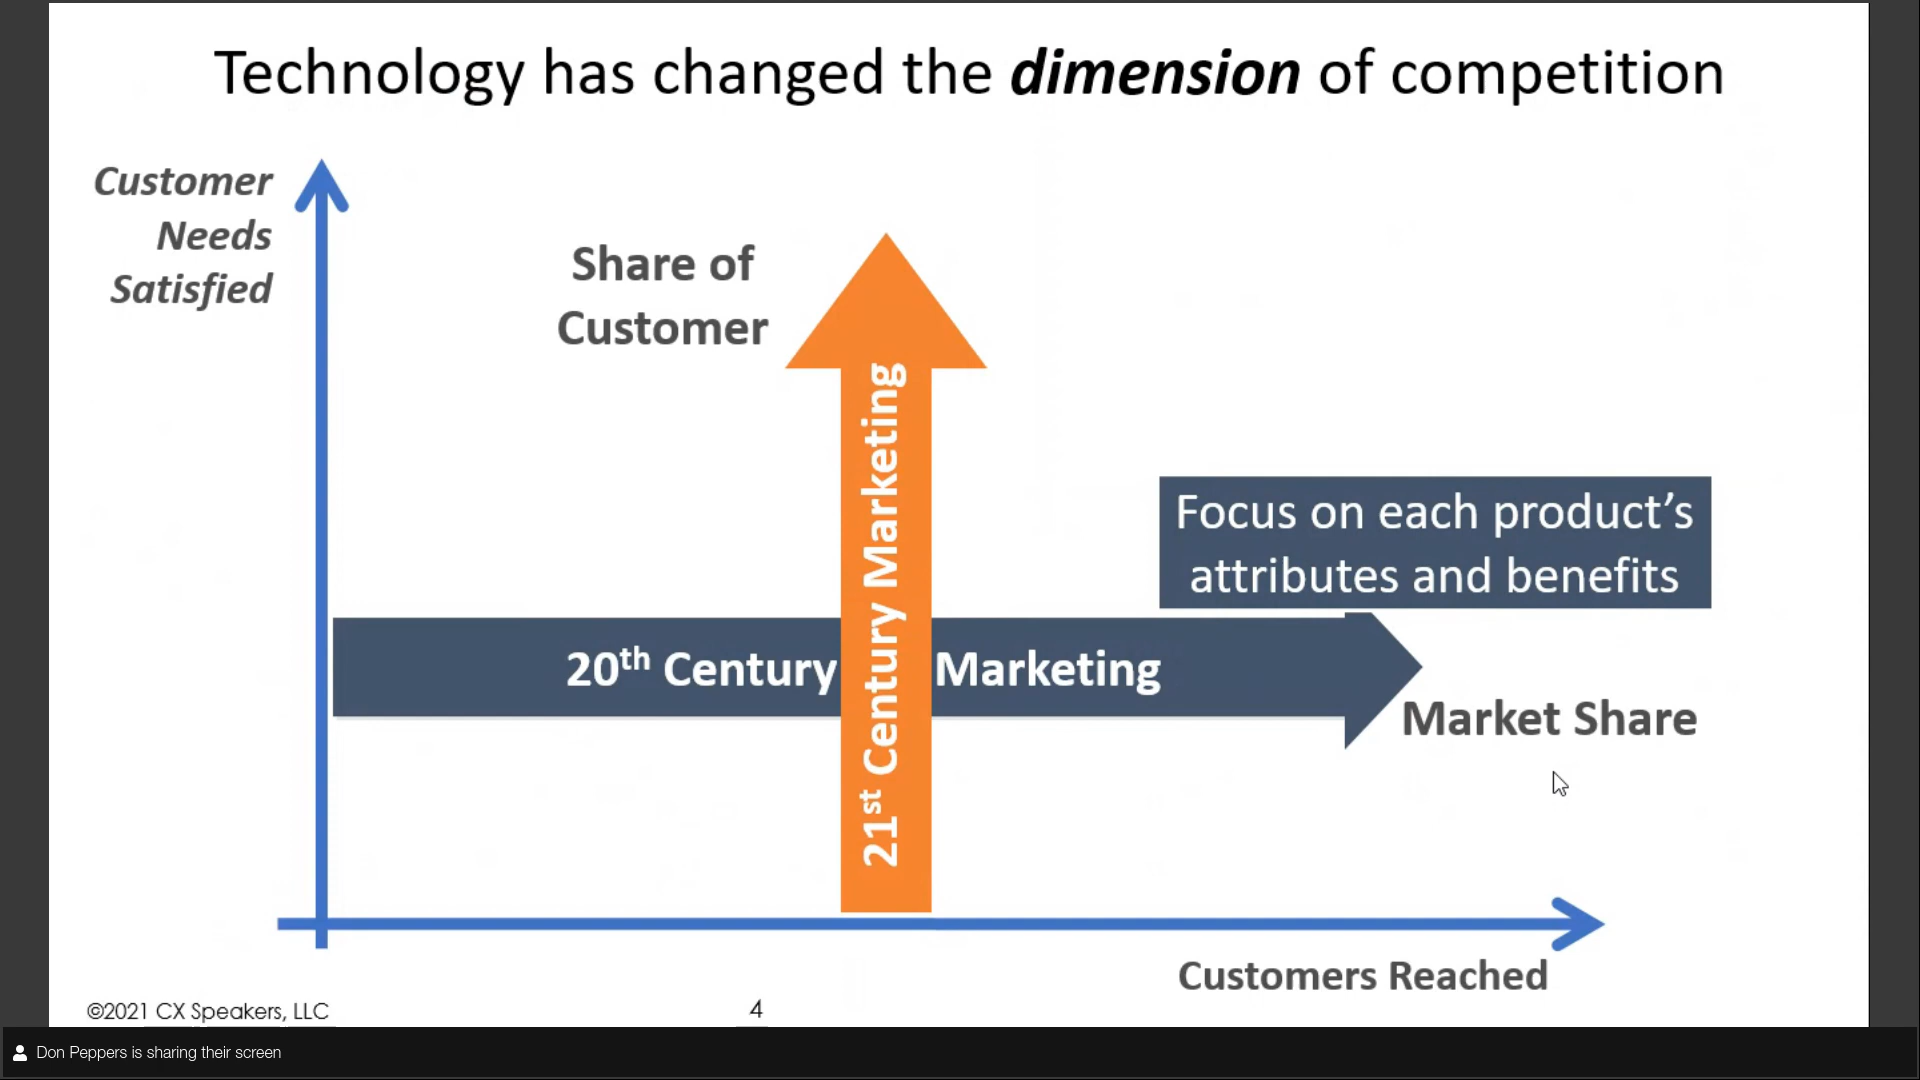 Technology has changed the dimension of competition
Customer
Needs
Satisfied
Share of
Customer
21st Century Marketing
Focus on each product’s
attributes and benefits
20th Century Marketing
Market Share
Customers Reached
©2021 CX Speakers, LLC
4
Don Peppers is sharing their screen